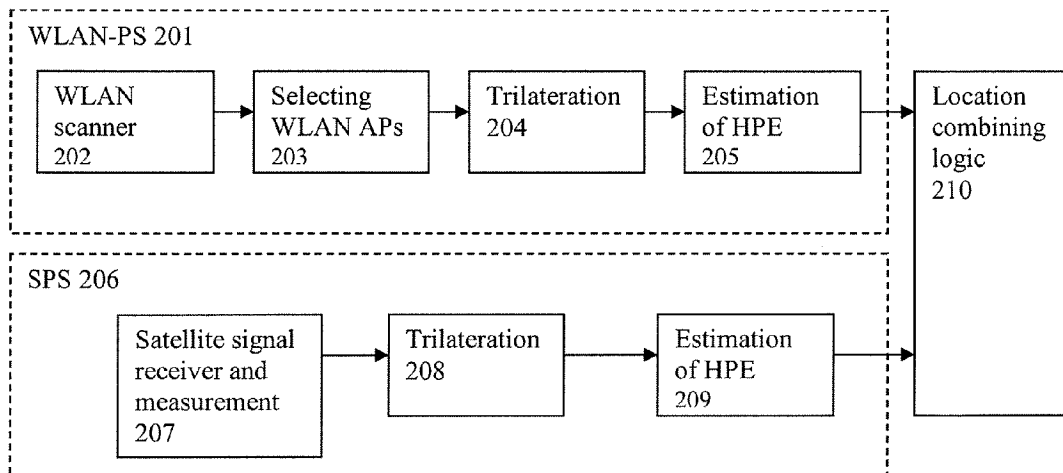 WLAN-PS 201
WLAN
scanner
202
Selecting
WLAN APs
203
Trilateration
204
Estimation
of HPE
205
Location
combining
logic
210
SPS 206
Satellite signal
receiver and
measurement
207
Trilateration
208
Estimation
of HPE
209